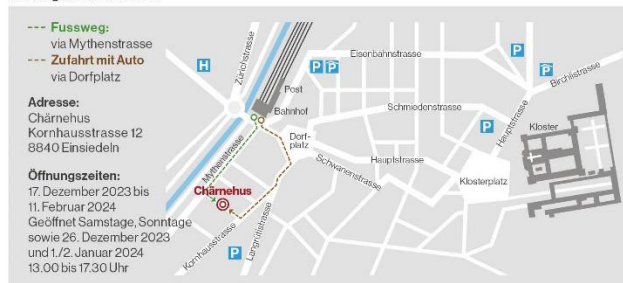 --- Fussweg:
via Mythenstrasse
--- Zufahrt mit Auto
via Dorfplatz
Adresse:
Chärnehus
Kornhausstrasse 12
8840 Einsiedeln
Öffnungszeiten:
17. Dezember 2023 bis
11. Februar 2024
Geöffnet Samstage, Sonntage
sowie 26. Dezember 2023
und 1./2. Januar 2024
13.00 bis 17.30 Uhr
H
Zürichstrasse
Post
Bahnhof
Eisenbahnstrasse
P P
P
P
Birchlistrasse
Schmiedenstrasse
Hauptstrasse
P
Kloster
Dorf-
platz
Mythenstrasse
Schwanenstrasse
Hauptstrasse
Klosterplatz
Chärnehus
Kornhausstrasse
Langrütistrasse
P